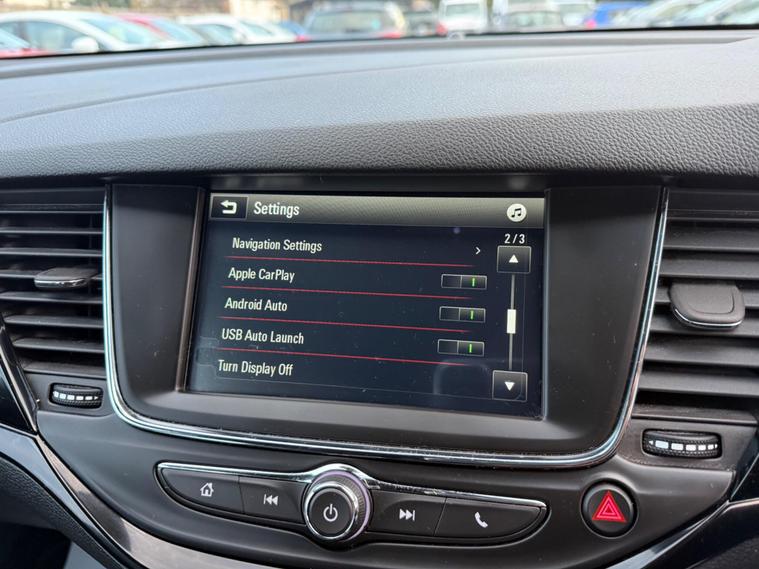 Settings
2/3
Navigation Settings
Apple CarPlay
Android Auto
USB Auto Launch
Turn Display Off